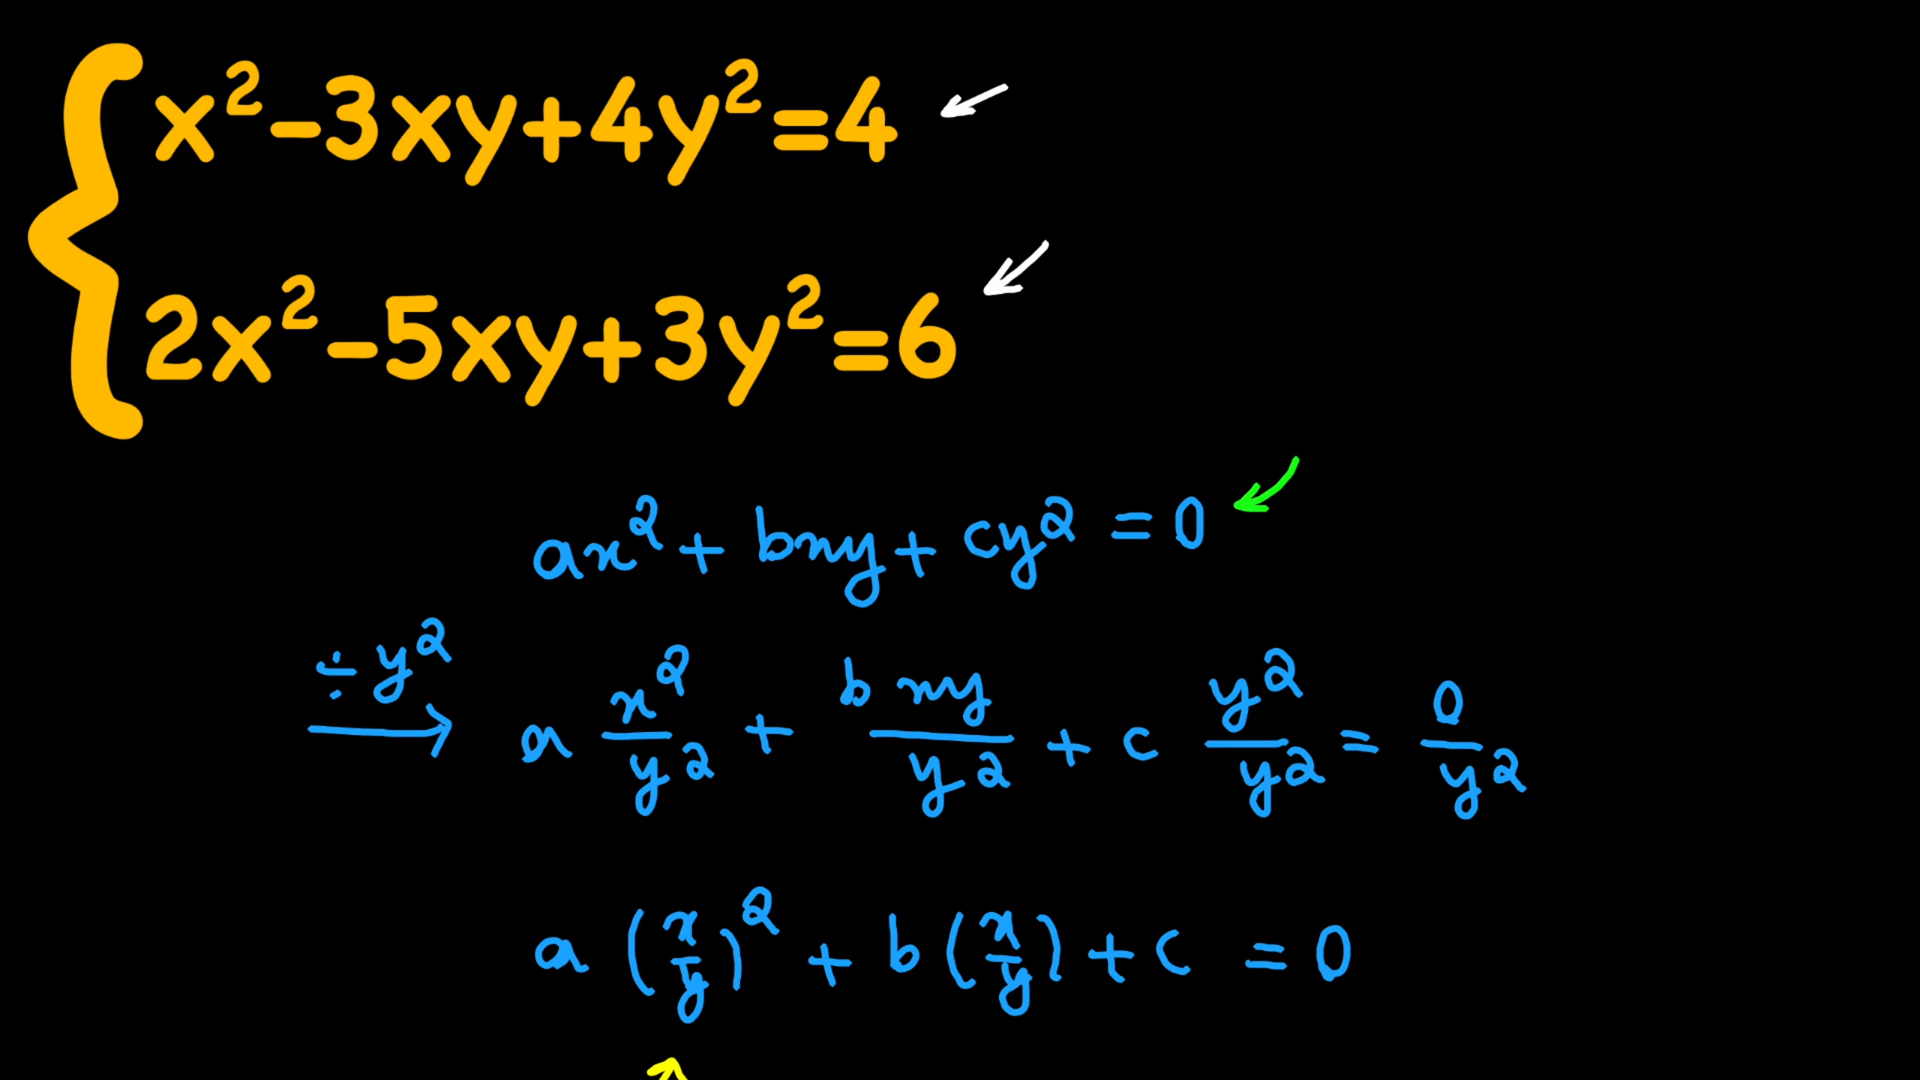 x²-3xy+4y²=4
2x²-5xy+3y²=6
ax² + bxy + cy² = 0
÷ y²
a x²/y² + b xy/y² + c y²/y² = 0/y²
a (x/y)² + b (x/y) + c = 0